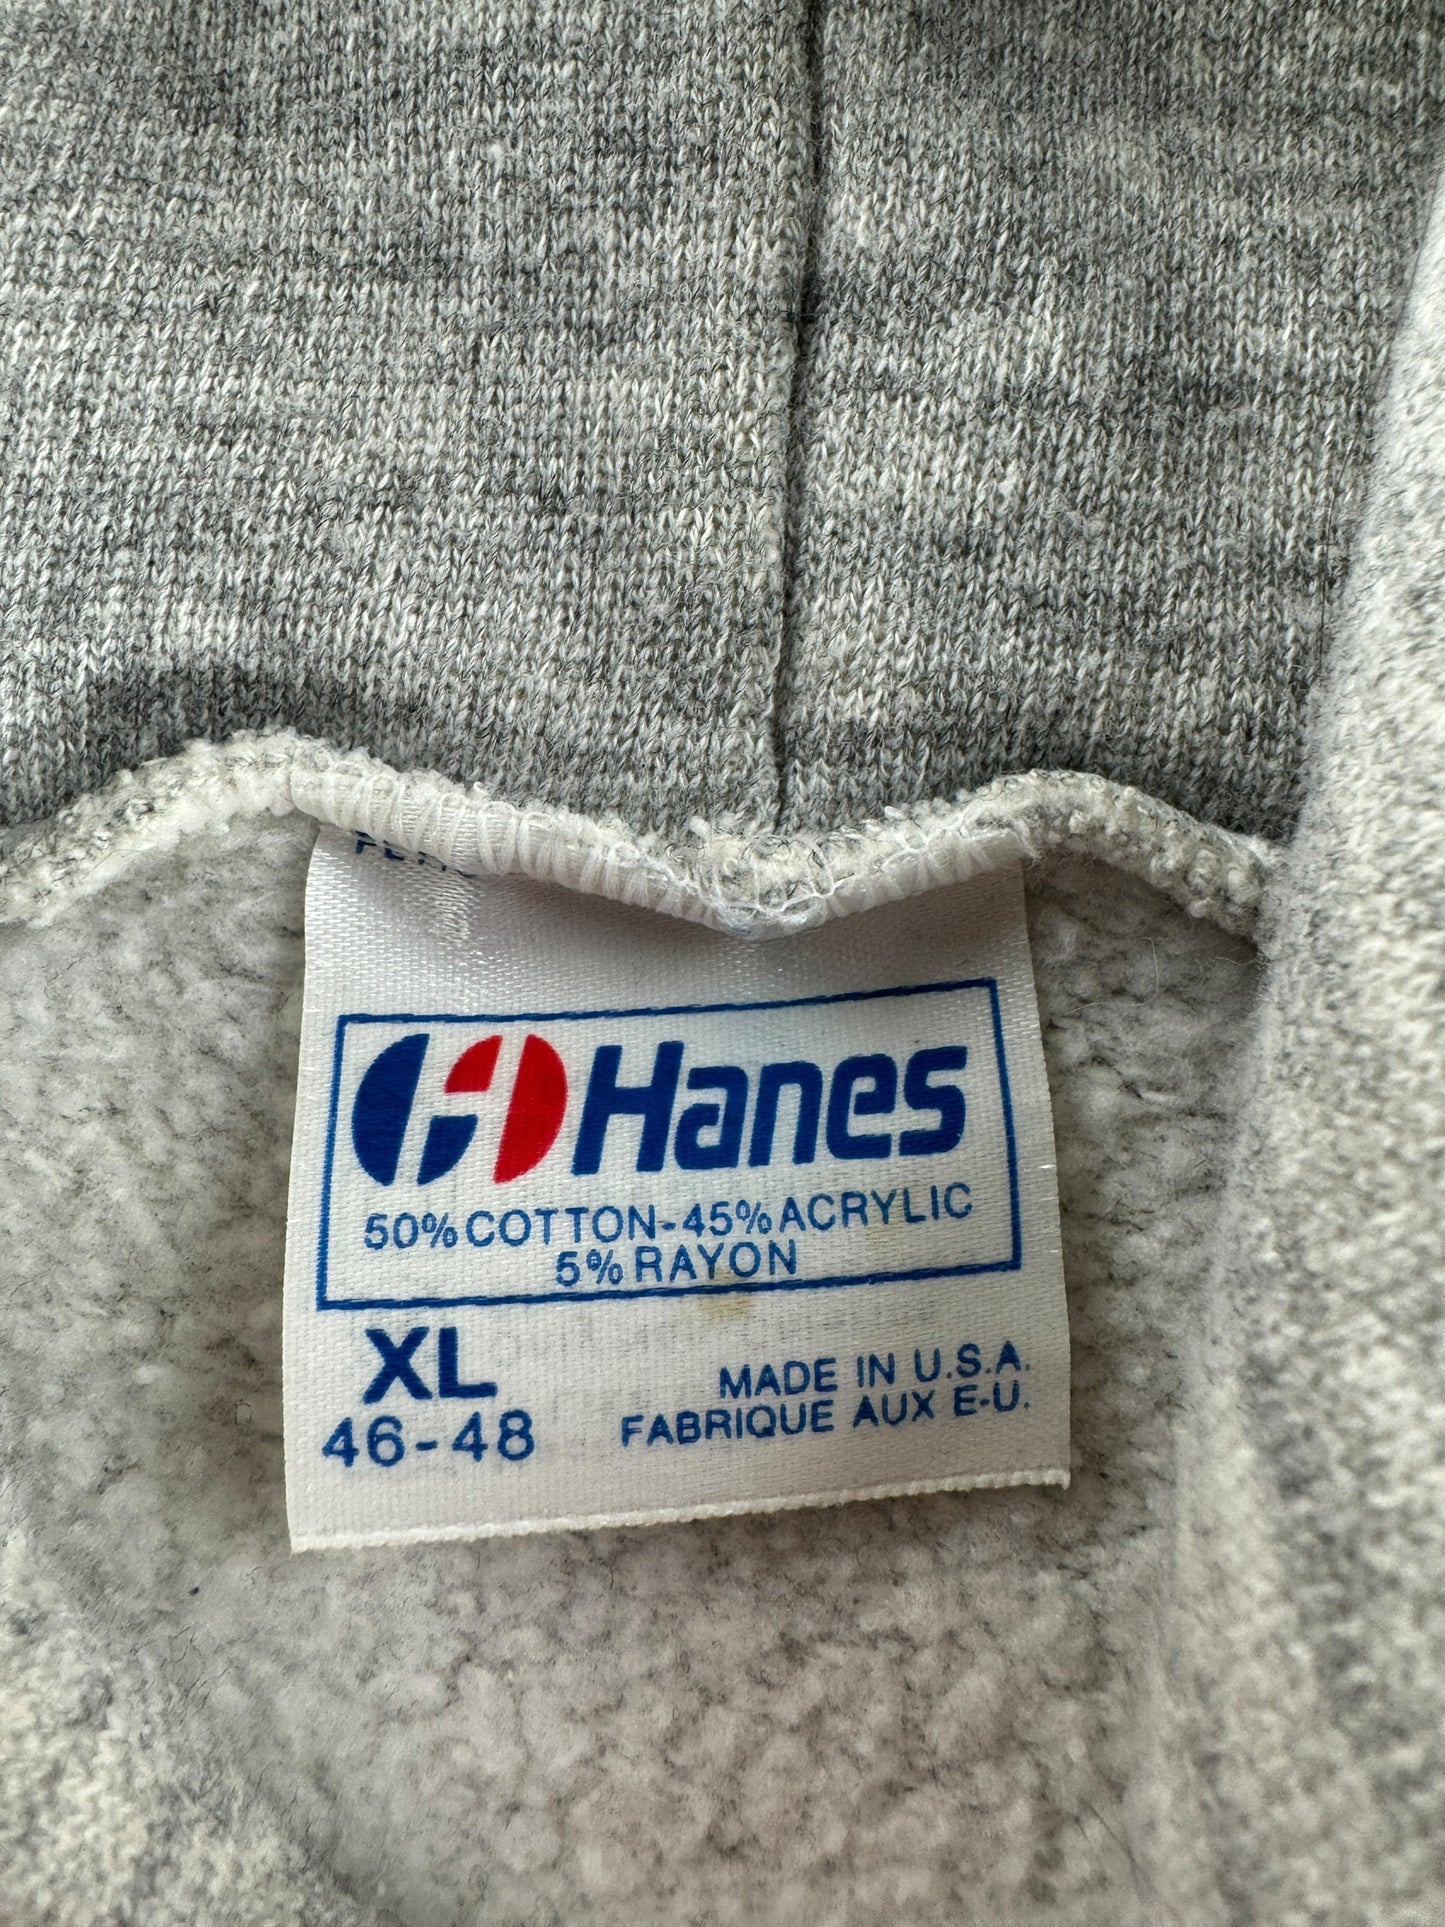 Hanes
50% COTTON-45% ACRYLIC
5% RAYON
XL
46-48
MADE IN U.S.A.
FABRIQUE AUX E-U.